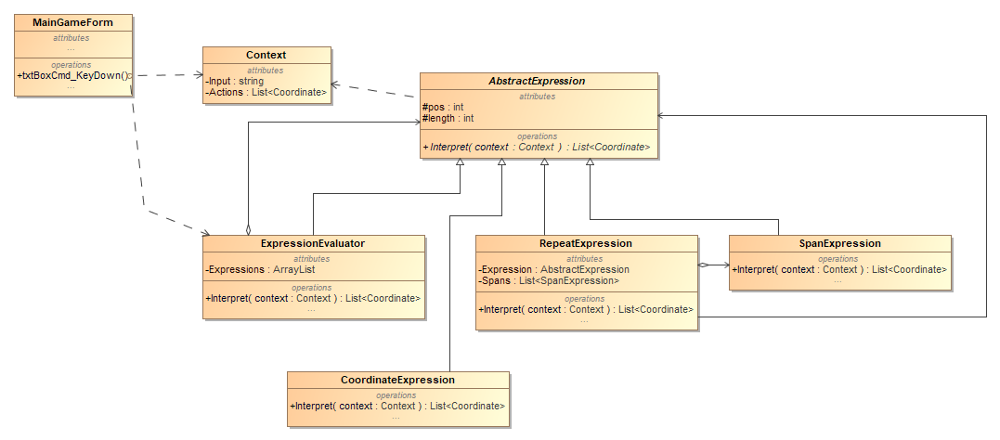 MainGameForm
attributes
...
operations
+txtBoxCmd_KeyDown()
...
Context
attributes
-Input : string
-Actions : List<Coordinate>
AbstractExpression
attributes
#pos : int
#length : int
operations
+Interpret( context : Context ) : List<Coordinate>
ExpressionEvaluator
attributes
-Expressions : ArrayList
operations
+Interpret( context : Context ) : List<Coordinate>
...
RepeatExpression
attributes
-Expression : AbstractExpression
-Spans : List<SpanExpression>
operations
+Interpret( context : Context ) : List<Coordinate>
...
SpanExpression
operations
+Interpret( context : Context ) : List<Coordinate>
...
CoordinateExpression
operations
+Interpret( context : Context ) : List<Coordinate>
...